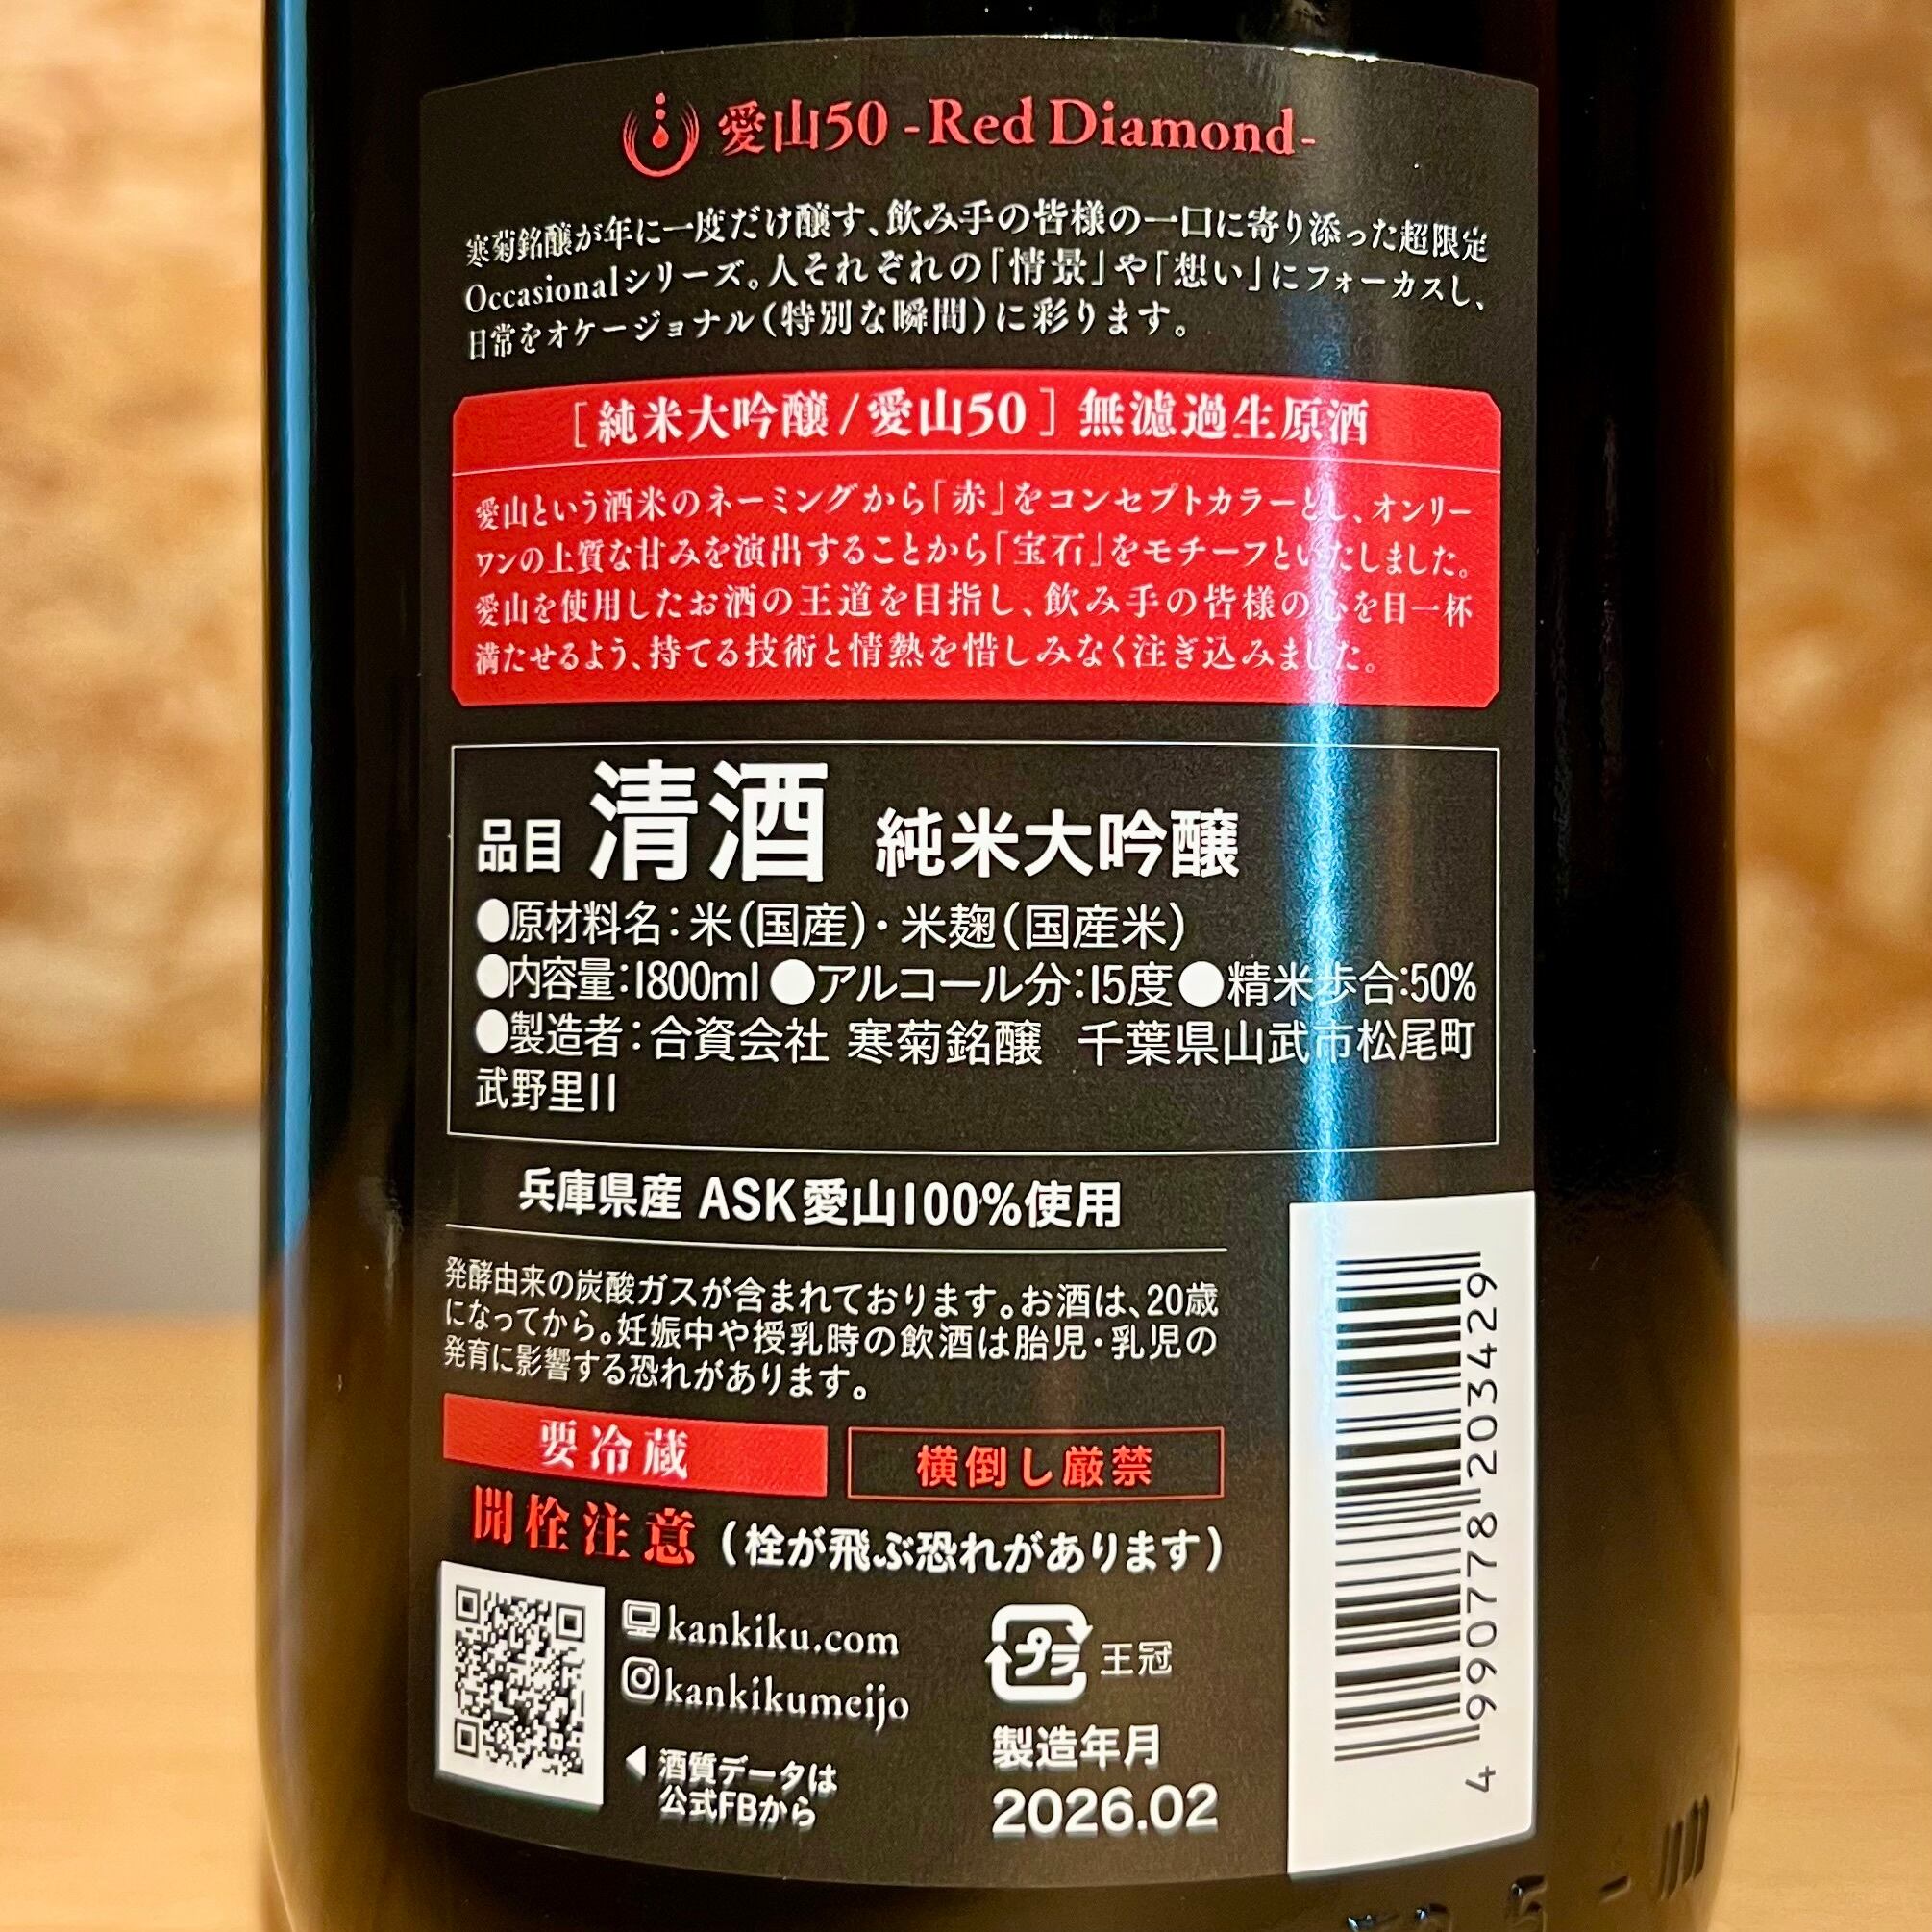 愛山50 -Red Diamond-
寒菊銘醸が年に一度だけ醸す、飲み手の皆様の一口に寄り添った超限定
Occasionalシリーズ。人それぞれの「情景」や「想い」にフォーカスし、
日常をオケージョナル(特別な瞬間)に彩ります。
[純米大吟醸/愛山50]無濾過生原酒
愛山という酒米のネーミングから「赤」をコンセプトカラーとし、オンリー
ワンの上質な甘みを演出することから「宝石」をモチーフといたしました。
愛山を使用したお酒の王道を目指し、飲み手の皆様の心を目一杯
満たせるよう、持てる技術と情熱を惜しみなく注ぎ込みました。
品目 清酒 純米大吟醸
●原材料名:米(国産)・米麹(国産米)
●内容量:1800ml ●アルコール分:15度 ●精米歩合:50%
●製造者:合資会社 寒菊銘醸 千葉県山武市松尾町
武野里11
兵庫県産 ASK愛山100%使用
発酵由来の炭酸ガスが含まれております。お酒は、20歳
になってから。妊娠中や授乳時の飲酒は胎児・乳児の
発育に影響する恐れがあります。
要冷蔵 横倒し厳禁
開栓注意(栓が飛ぶ恐れがあります)
kankiku.com
kankikumeijo
◀酒質データは
公式FBから
プラ 王冠
製造年月
2026.02
4 990778 203429